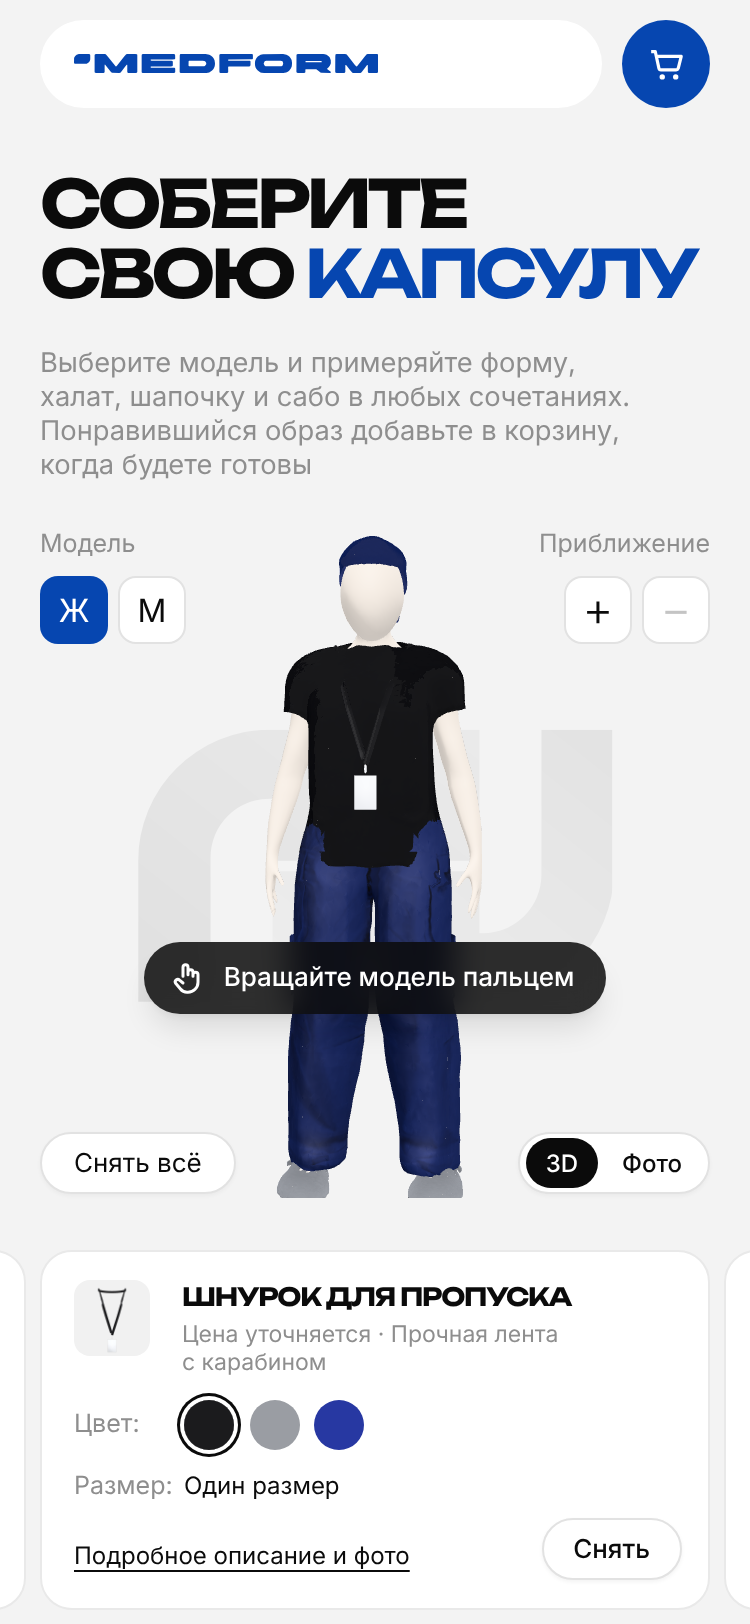 MEDFORM
СОБЕРИТЕ
СВОЮ КАПСУЛУ
Выберите модель и примеряйте форму,
халат, шапочку и сабо в любых сочетаниях.
Понравившийся образ добавьте в корзину,
когда будете готовы
Модель
Приближение
Ж М
+ −
Вращайте модель пальцем
Снять всё
3D Фото
ШНУРОК ДЛЯ ПРОПУСКА
Цена уточняется · Прочная лента
с карабином
Цвет:
Размер: Один размер
Подробное описание и фото
Снять